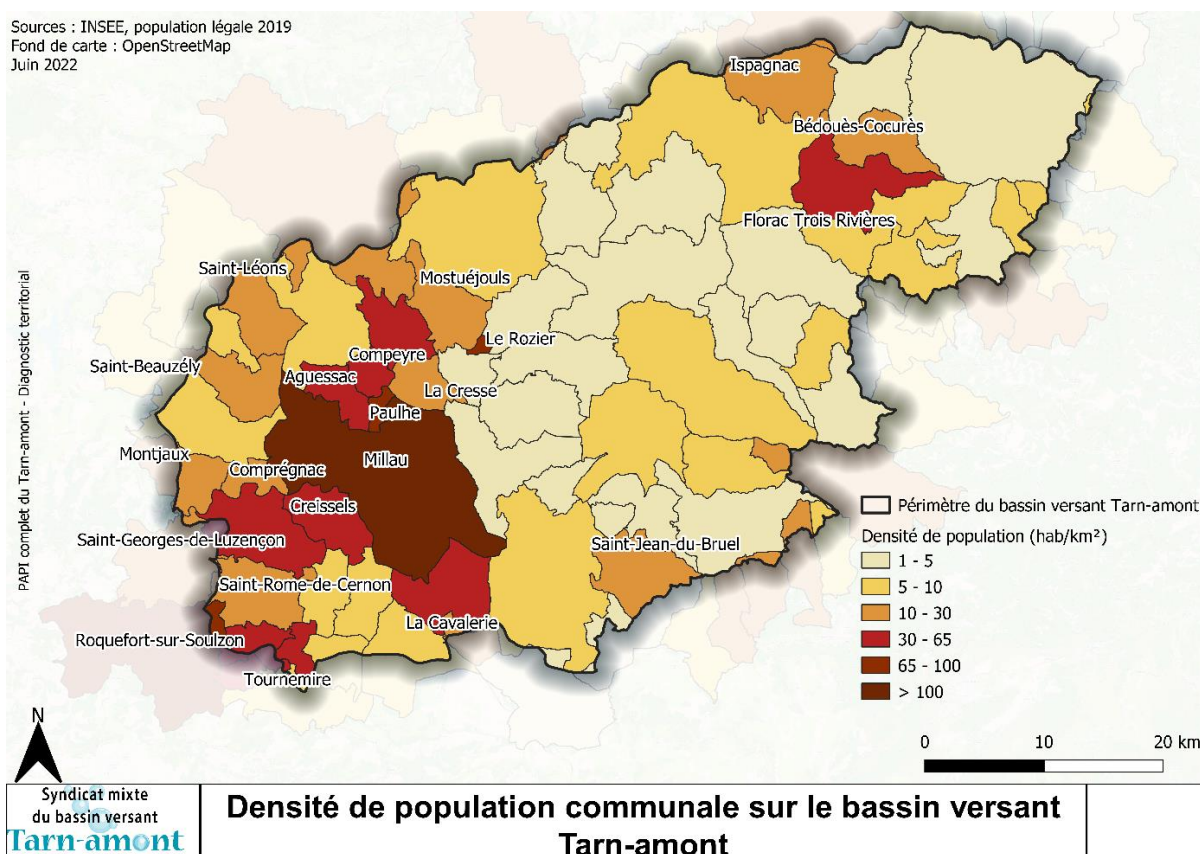 Sources : INSEE, population légale 2019
Fond de carte : OpenStreetMap
Juin 2022
Ispagnac
Bédouès-Cocurès
Florac Trois Rivières
Saint-Léons
Mostuéjouls
Le Rozier
Compeyre
Saint-Beauzély
Aguessac
La Cresse
Paulhe
Montjaux
Comprégnac
Millau
Creissels
Saint-Georges-de-Luzençon
Saint-Jean-du-Bruel
Saint-Rome-de-Cernon
La Cavalerie
Roquefort-sur-Soulzon
Tournemire
PAPI complet du Tarn-amont - Diagnostic territorial
Périmètre du bassin versant Tarn-amont
Densité de population (hab/km²)
1 - 5
5 - 10
10 - 30
30 - 65
65 - 100
> 100
N
0 10 20 km
Syndicat mixte
du bassin versant
Tarn-amont
Densité de population communale sur le bassin versant
Tarn-amont